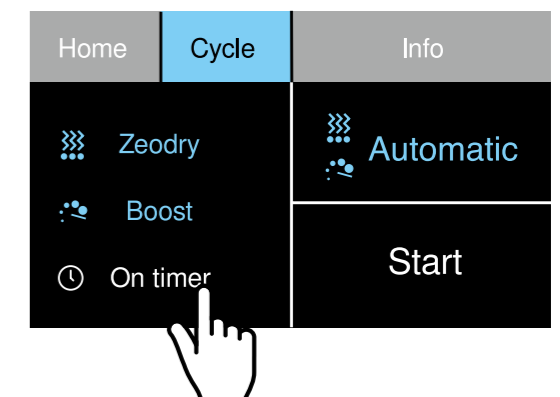 Home
Cycle
Info
Zeodry
Boost
On timer
Automatic
Start